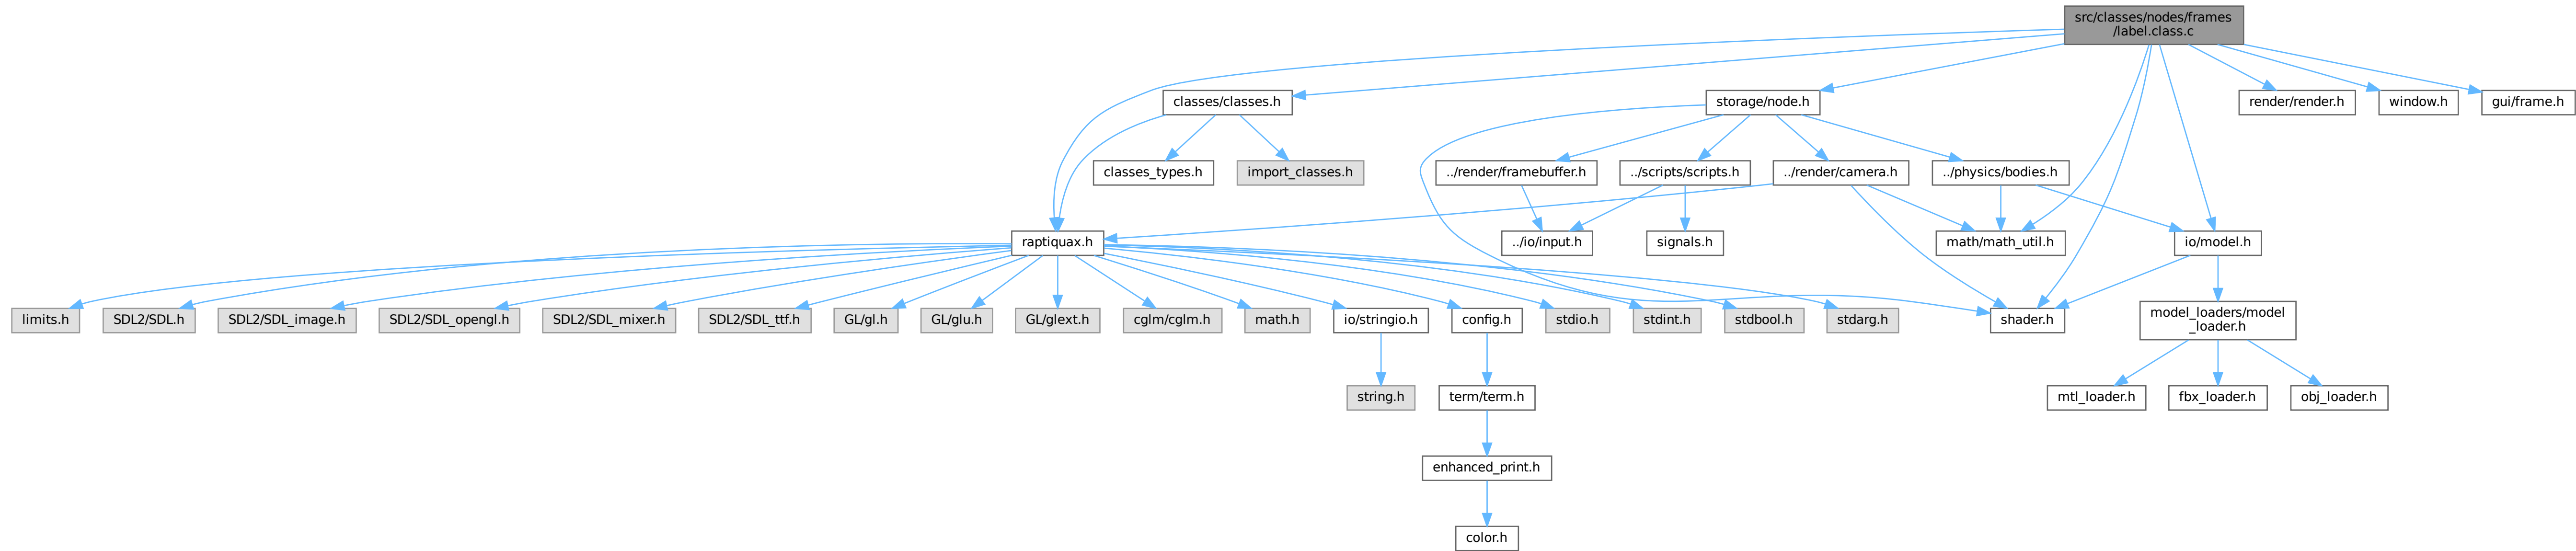 src/classes/nodes/frames
/label.class.c
classes/classes.h
storage/node.h
render/render.h
window.h
gui/frame.h
classes_types.h
import_classes.h
../render/framebuffer.h
../scripts/scripts.h
../render/camera.h
../physics/bodies.h
raptiquax.h
../io/input.h
signals.h
math/math_util.h
io/model.h
limits.h
SDL2/SDL.h
SDL2/SDL_image.h
SDL2/SDL_opengl.h
SDL2/SDL_mixer.h
SDL2/SDL_ttf.h
GL/gl.h
GL/glu.h
GL/glext.h
cglm/cglm.h
math.h
io/stringio.h
config.h
stdio.h
stdint.h
stdbool.h
stdarg.h
shader.h
model_loaders/model
_loader.h
string.h
term/term.h
mtl_loader.h
fbx_loader.h
obj_loader.h
enhanced_print.h
color.h